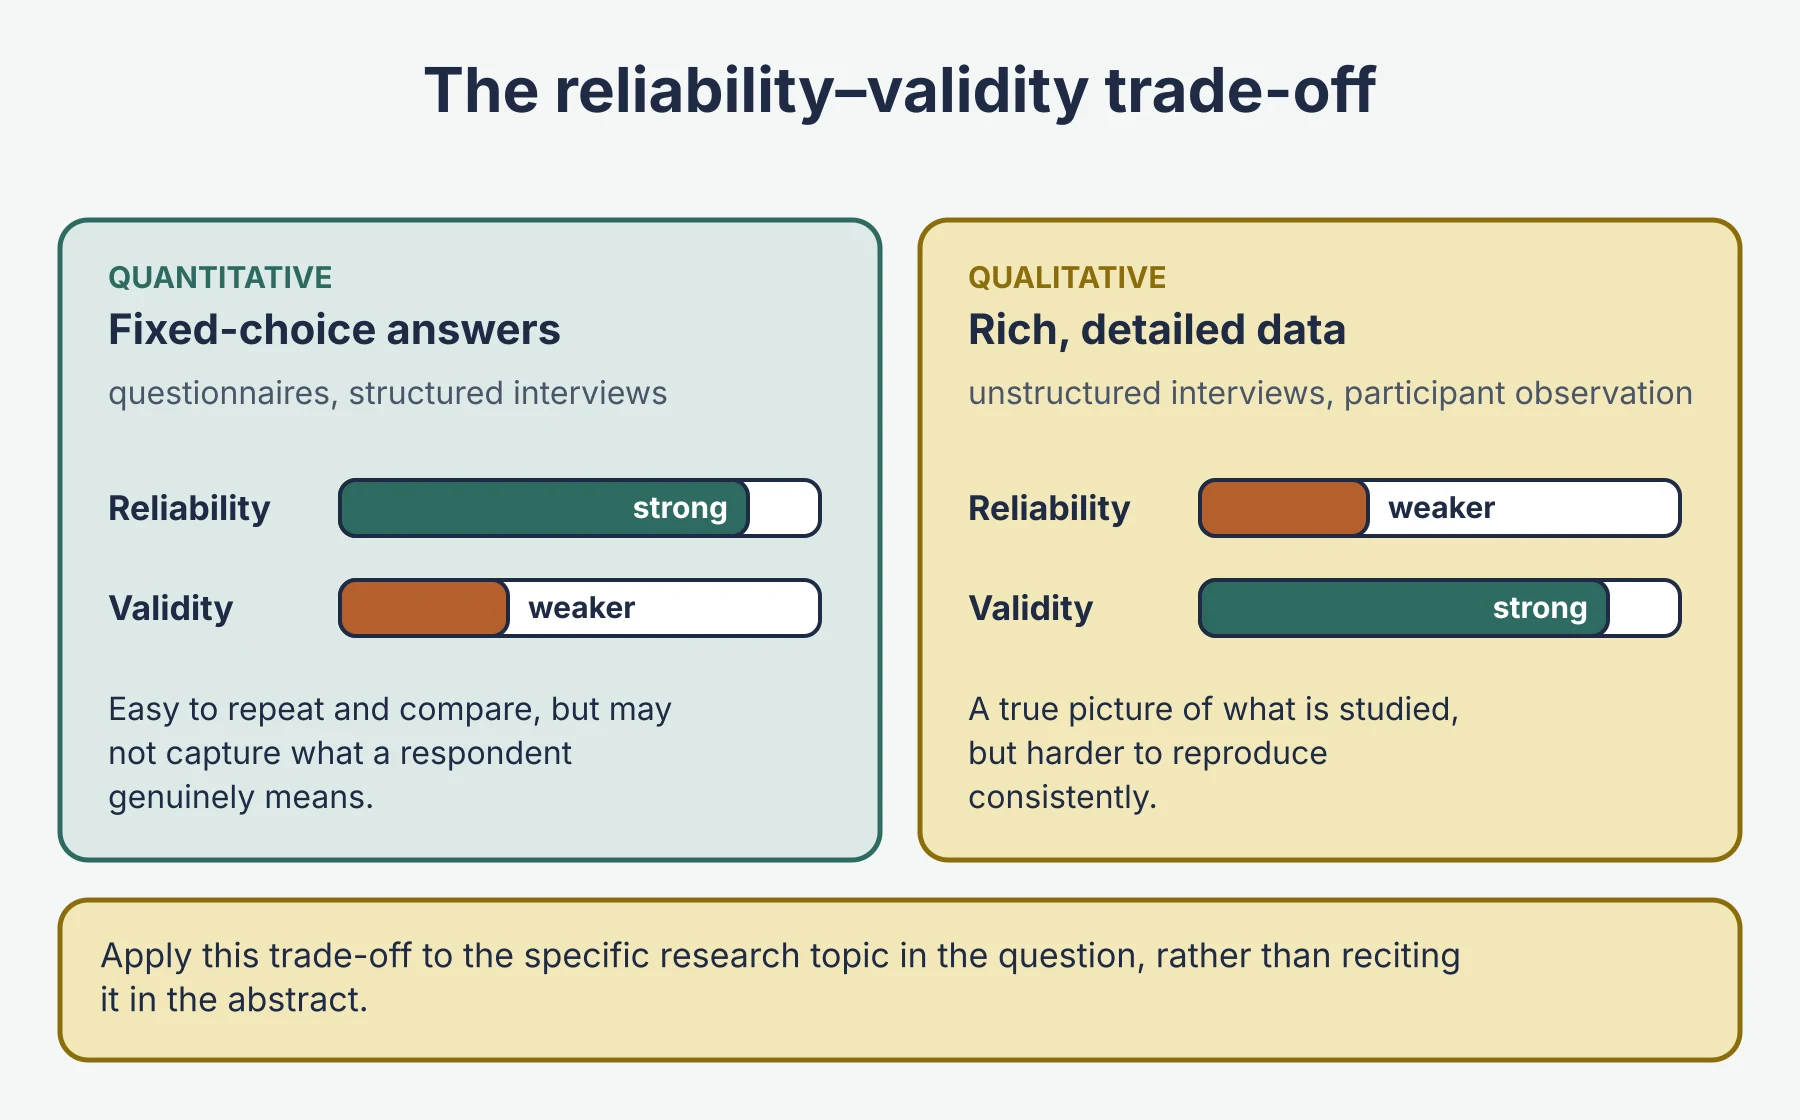 The reliability–validity trade-off
QUANTITATIVE
Fixed-choice answers
questionnaires, structured interviews
Reliability
strong
Validity
weaker
Easy to repeat and compare, but may
not capture what a respondent
genuinely means.
QUALITATIVE
Rich, detailed data
unstructured interviews, participant observation
Reliability
weaker
Validity
strong
A true picture of what is studied,
but harder to reproduce
consistently.
Apply this trade-off to the specific research topic in the question, rather than reciting
it in the abstract.